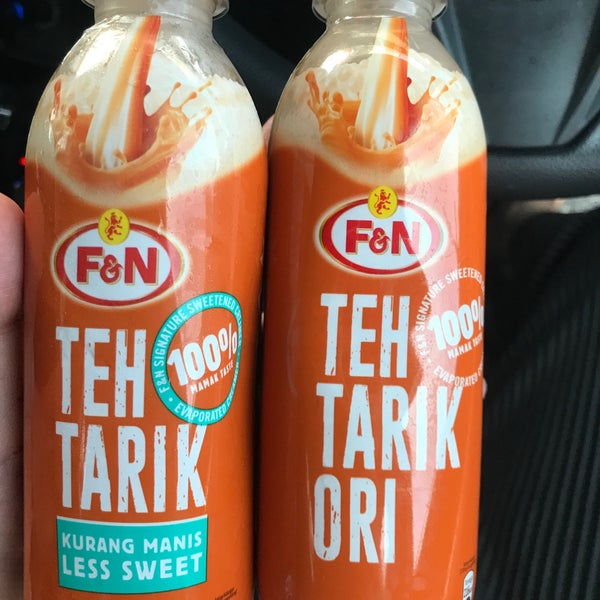 F&N
TEH
TARIK
F&N SIGNATURE SWEETENED
100%
MAMAK TASTE
EVAPORATED
KURANG MANIS
LESS SWEET
F&N
TEH
TARIK
ORI
F&N SIGNATURE SWEETENED
100%
MAMAK TASTE
EVAPORATED